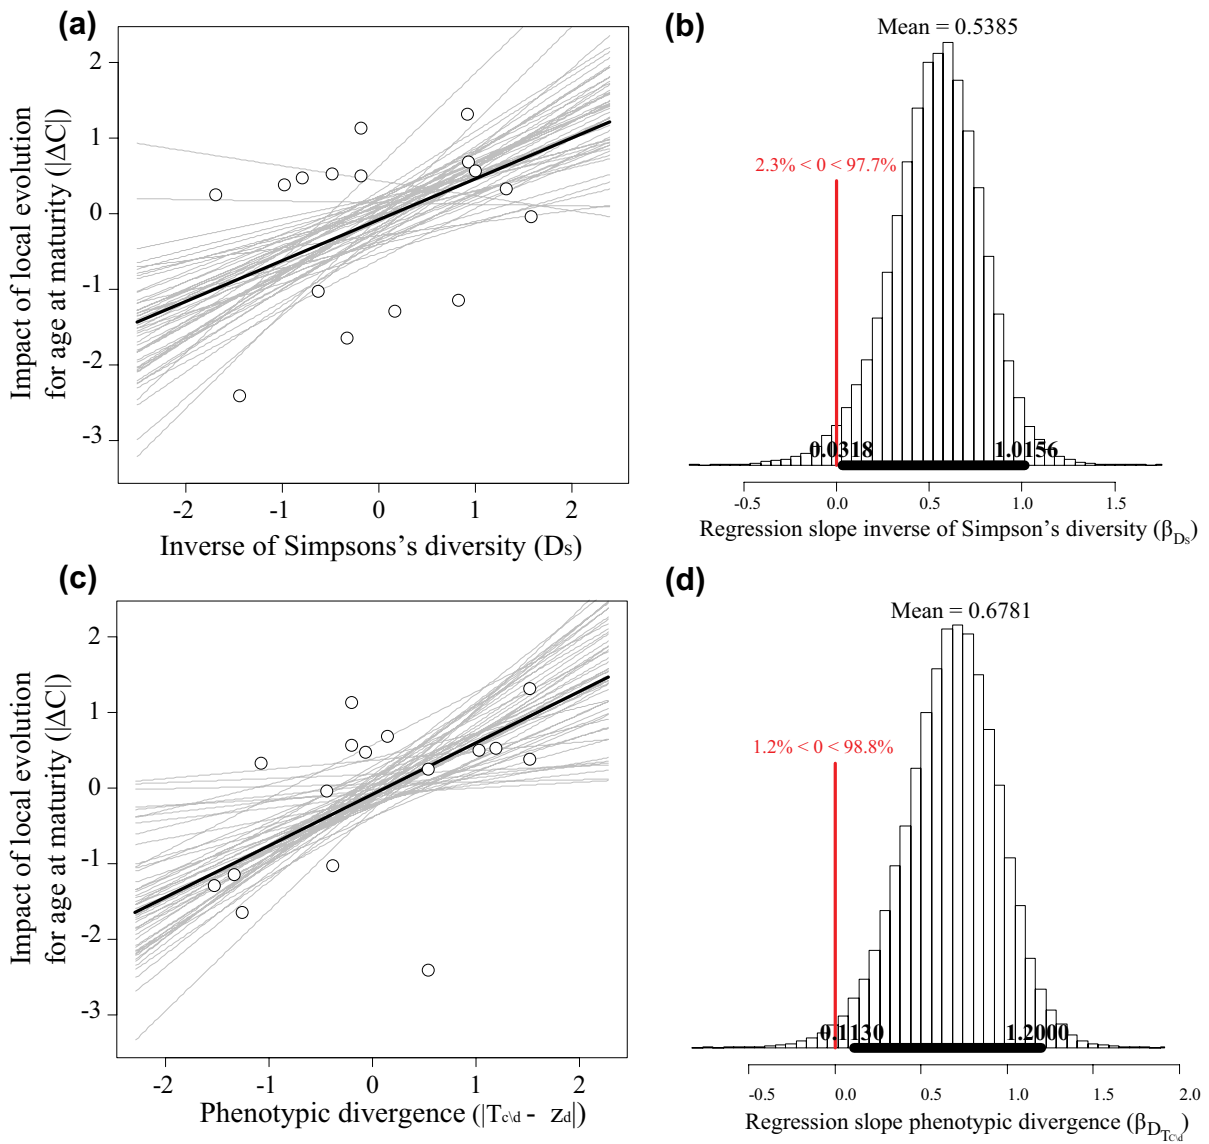 (a)
Impact of local evolution
for age at maturity (|ΔC|)
2
1
0
-1
-2
-3
-2 -1 0 1 2
Inverse of Simpsons's diversity (Ds)
(b)
Mean = 0.5385
2.3% < 0 < 97.7%
0.0318 1.0156
-0.5 0.0 0.5 1.0 1.5
Regression slope inverse of Simpson's diversity (βDs)
(c)
Impact of local evolution
for age at maturity (|ΔC|)
2
1
0
-1
-2
-3
-2 -1 0 1 2
Phenotypic divergence (|Tc\d - zd|)
(d)
Mean = 0.6781
1.2% < 0 < 98.8%
0.1130 1.2000
-0.5 0.0 0.5 1.0 1.5 2.0
Regression slope phenotypic divergence (βDTc\d)